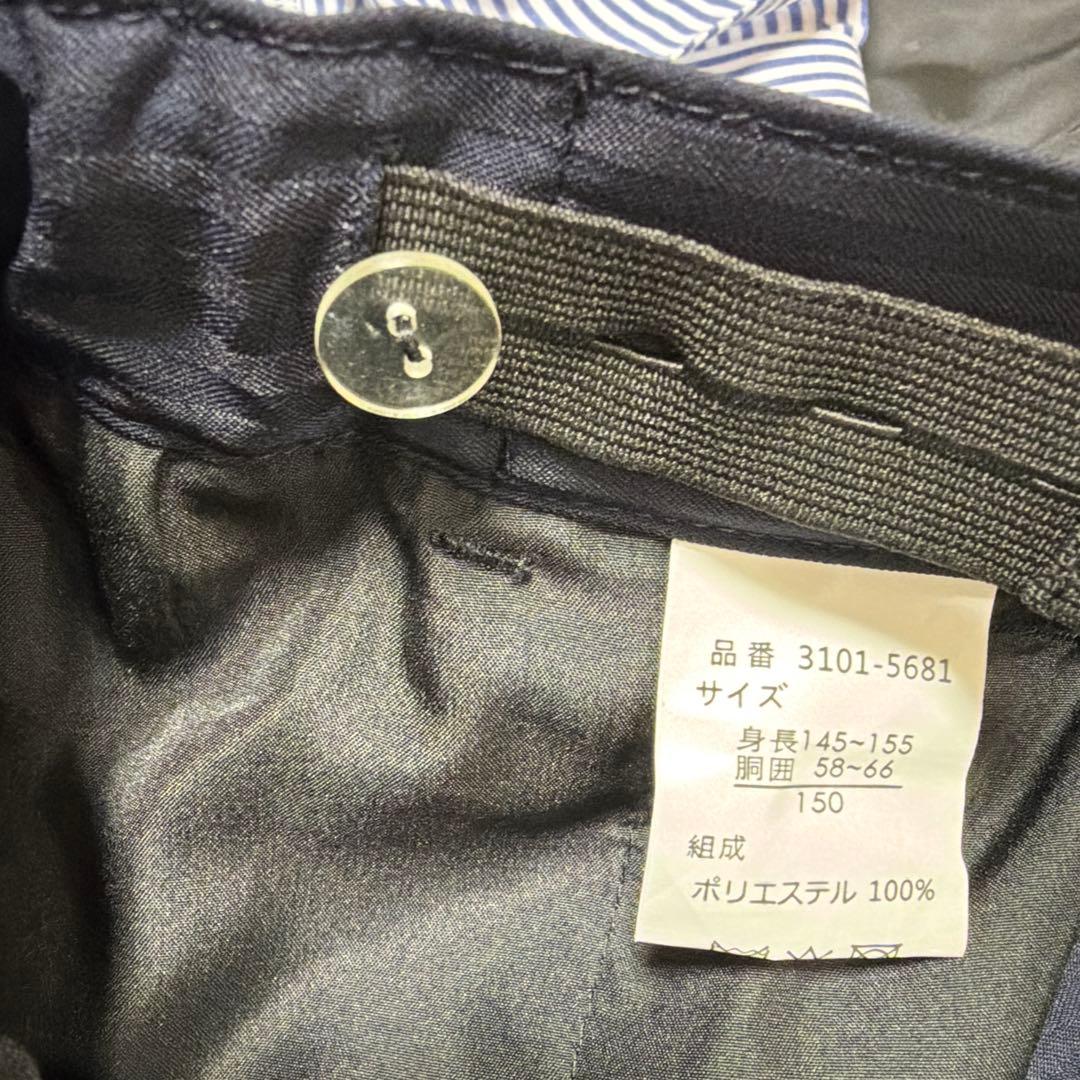 品番 3101-5681
サイズ
身長145~155
胴囲 58~66
150
組成
ポリエステル 100%